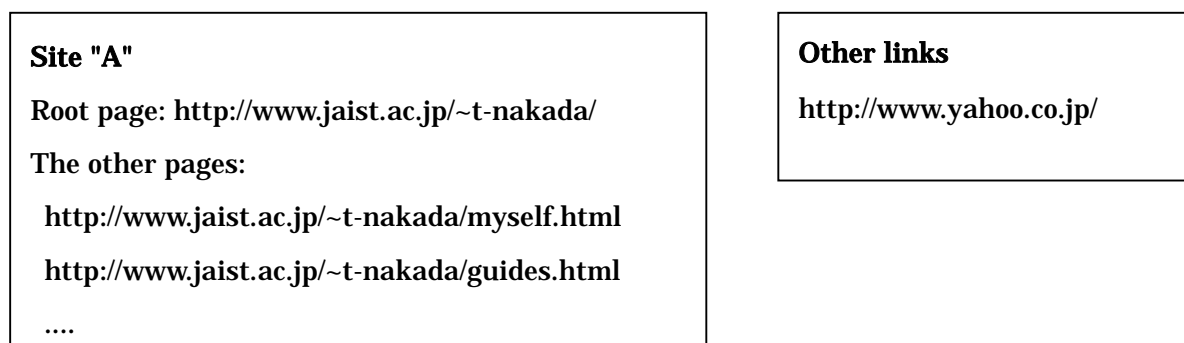 Site "A"
Root page: http://www.jaist.ac.jp/~t-nakada/
The other pages:
http://www.jaist.ac.jp/~t-nakada/myself.html
http://www.jaist.ac.jp/~t-nakada/guides.html
....
Other links
http://www.yahoo.co.jp/